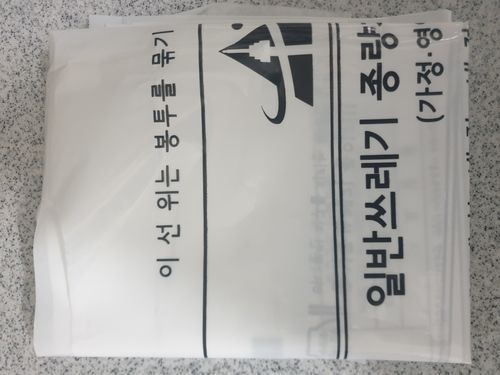 이 선 위는 봉투를 묶기
일반쓰레기 종량
(가정·영